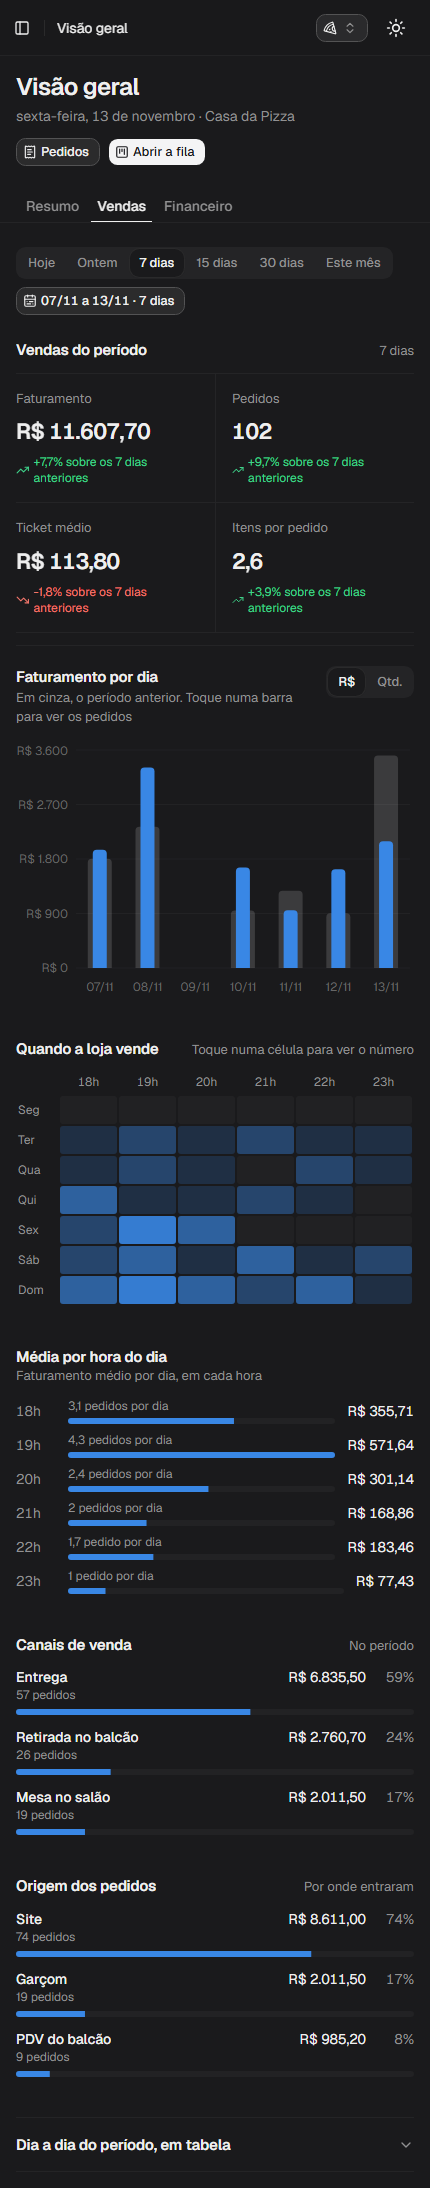 Visão geral
Visão geral
sexta-feira, 13 de novembro · Casa da Pizza
Pedidos
Abrir a fila
Resumo Vendas Financeiro
Hoje Ontem 7 dias 15 dias 30 dias Este mês
07/11 a 13/11 · 7 dias
Vendas do período 7 dias
Faturamento
R$ 11.607,70
+7,7% sobre os 7 dias
anteriores
Pedidos
102
+9,7% sobre os 7 dias
anteriores
Ticket médio
R$ 113,80
-1,8% sobre os 7 dias
anteriores
Itens por pedido
2,6
+3,9% sobre os 7 dias
anteriores
Faturamento por dia
R$ Qtd.
Em cinza, o período anterior. Toque numa barra
para ver os pedidos
R$ 3.600
R$ 2.700
R$ 1.800
R$ 900
R$ 0
07/11 08/11 09/11 10/11 11/11 12/11 13/11
Quando a loja vende Toque numa célula para ver o número
18h 19h 20h 21h 22h 23h
Seg
Ter
Qua
Qui
Sex
Sáb
Dom
Média por hora do dia
Faturamento médio por dia, em cada hora
18h 3,1 pedidos por dia R$ 355,71
19h 4,3 pedidos por dia R$ 571,64
20h 2,4 pedidos por dia R$ 301,14
21h 2 pedidos por dia R$ 168,86
22h 1,7 pedido por dia R$ 183,46
23h 1 pedido por dia R$ 77,43
Canais de venda No período
Entrega R$ 6.835,50 59%
57 pedidos
Retirada no balcão R$ 2.760,70 24%
26 pedidos
Mesa no salão R$ 2.011,50 17%
19 pedidos
Origem dos pedidos Por onde entraram
Site R$ 8.611,00 74%
74 pedidos
Garçom R$ 2.011,50 17%
19 pedidos
PDV do balcão R$ 985,20 8%
9 pedidos
Dia a dia do período, em tabela